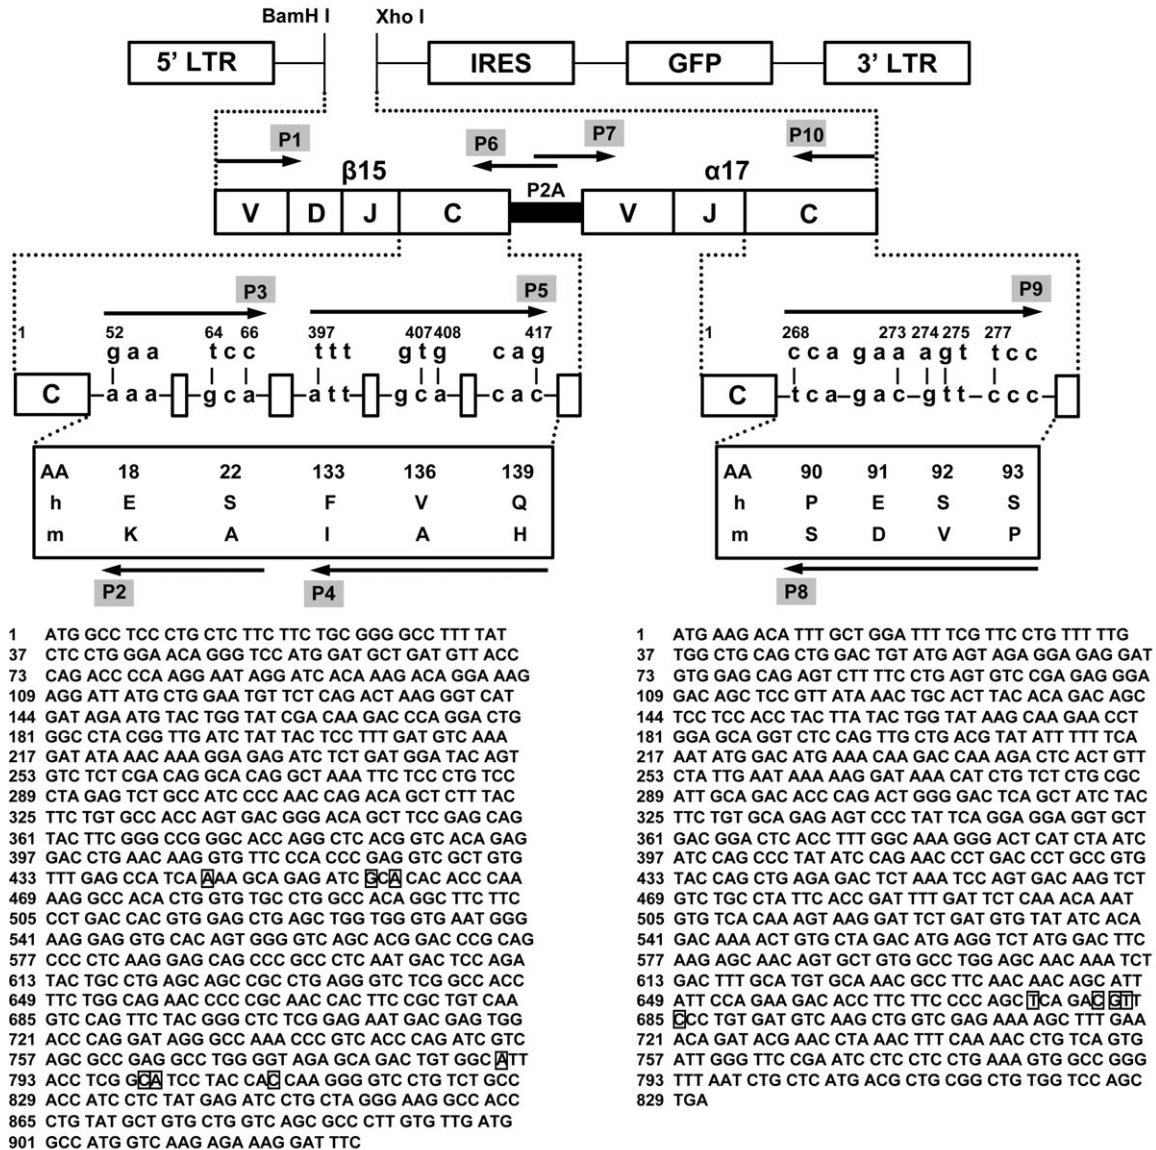 BamH I Xho I
5' LTR IRES GFP 3' LTR
P1 P6 P7 P10
β15 α17
P2A
V D J C V J C
P3 P5 P9
1 52 64 66 397 407 408 417 1 268 273 274 275 277
gaa tcc ttt gtg cag cca gaa agt tcc
C aaa gca att gca cac C tca gac gtt ccc
AA 18 22 133 136 139 AA 90 91 92 93
h E S F V Q h P E S S
m K A I A H m S D V P
P2 P4 P8
1 ATG GCC TCC CTG CTC TTC TTC TGC GGG GCC TTT TAT
37 CTC CTG GGA ACA GGG TCC ATG GAT GCT GAT GTT ACC
73 CAG ACC CCA AGG AAT AGG ATC ACA AAG ACA GGA AAG
109 AGG ATT ATG CTG GAA TGT TCT CAG ACT AAG GGT CAT
144 GAT AGA ATG TAC TGG TAT CGA CAA GAC CCA GGA CTG
181 GGC CTA CGG TTG ATC TAT TAC TCC TTT GAT GTC AAA
217 GAT ATA AAC AAA GGA GAG ATC TCT GAT GGA TAC AGT
253 GTC TCT CGA CAG GCA CAG GCT AAA TTC TCC CTG TCC
289 CTA GAG TCT GCC ATC CCC AAC CAG ACA GCT CTT TAC
325 TTC TGT GCC ACC AGT GAC GGG ACA GCT TCC GAG CAG
361 TAC TTC GGG CCG GGC ACC AGG CTC ACG GTC ACA GAG
397 GAC CTG AAC AAG GTG TTC CCA CCC GAG GTC GCT GTG
433 TTT GAG CCA TCA AAA GCA GAG ATC GCA CAC ACC CAA
469 AAG GCC ACA CTG GTG TGC CTG GCC ACA GGC TTC TTC
505 CCT GAC CAC GTG GAG CTG AGC TGG TGG GTG AAT GGG
541 AAG GAG GTG CAC AGT GGG GTC AGC ACG GAC CCG CAG
577 CCC CTC AAG GAG CAG CCC GCC CTC AAT GAC TCC AGA
613 TAC TGC CTG AGC AGC CGC CTG AGG GTC TCG GCC ACC
649 TTC TGG CAG AAC CCC CGC AAC CAC TTC CGC TGT CAA
685 GTC CAG TTC TAC GGG CTC TCG GAG AAT GAC GAG TGG
721 ACC CAG GAT AGG GCC AAA CCC GTC ACC CAG ATC GTC
757 AGC GCC GAG GCC TGG GGT AGA GCA GAC TGT GGC ATT
793 ACC TCG GCA TCC TAC CAC CAA GGG GTC CTG TCT GCC
829 ACC ATC CTC TAT GAG ATC CTG CTA GGG AAG GCC ACC
865 CTG TAT GCT GTG CTG GTC AGC GCC CTT GTG TTG ATG
901 GCC ATG GTC AAG AGA AAG GAT TTC
1 ATG AAG ACA TTT GCT GGA TTT TCG TTC CTG TTT TTG
37 TGG CTG CAG CTG GAC TGT ATG AGT AGA GGA GAG GAT
73 GTG GAG CAG AGT CTT TTC CTG AGT GTC CGA GAG GGA
109 GAC AGC TCC GTT ATA AAC TGC ACT TAC ACA GAC AGC
144 TCC TCC ACC TAC TTA TAC TGG TAT AAG CAA GAA CCT
181 GGA GCA GGT CTC CAG TTG CTG ACG TAT ATT TTT TCA
217 AAT ATG GAC ATG AAA CAA GAC CAA AGA CTC ACT GTT
253 CTA TTG AAT AAA AAG GAT AAA CAT CTG TCT CTG CGC
289 ATT GCA GAC ACC CAG ACT GGG GAC TCA GCT ATC TAC
325 TTC TGT GCA GAG AGT CCC TAT TCA GGA GGA GGT GCT
361 GAC GGA CTC ACC TTT GGC AAA GGG ACT CAT CTA ATC
397 ATC CAG CCC TAT ATC CAG AAC CCT GAC CCT GCC GTG
433 TAC CAG CTG AGA GAC TCT AAA TCC AGT GAC AAG TCT
469 GTC TGC CTA TTC ACC GAT TTT GAT TCT CAA ACA AAT
505 GTG TCA CAA AGT AAG GAT TCT GAT GTG TAT ATC ACA
541 GAC AAA ACT GTG CTA GAC ATG AGG TCT ATG GAC TTC
577 AAG AGC AAC AGT GCT GTG GCC TGG AGC AAC AAA TCT
613 GAC TTT GCA TGT GCA AAC GCC TTC AAC AAC AGC ATT
649 ATT CCA GAA GAC ACC TTC TTC CCC AGC TCA GAC GTT
685 CCC TGT GAT GTC AAG CTG GTC GAG AAA AGC TTT GAA
721 ACA GAT ACG AAC CTA AAC TTT CAA AAC CTG TCA GTG
757 ATT GGG TTC CGA ATC CTC CTC CTG AAA GTG GCC GGG
793 TTT AAT CTG CTC ATG ACG CTG CGG CTG TGG TCC AGC
829 TGA